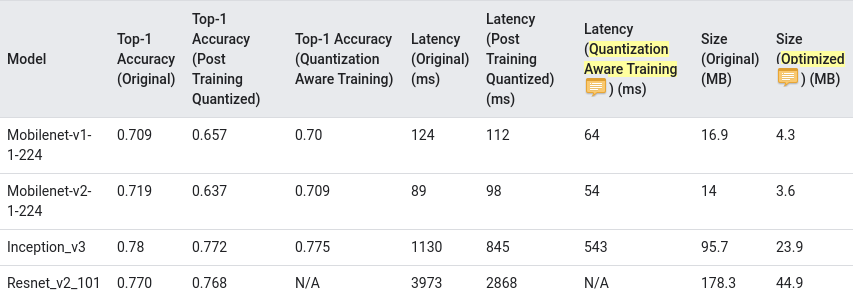 Model | Top-1 Accuracy (Original) | Top-1 Accuracy (Post Training Quantized) | Top-1 Accuracy (Quantization Aware Training) | Latency (Original) (ms) | Latency (Post Training Quantized) (ms) | Latency (Quantization Aware Training) (ms) | Size (Original) (MB) | Size (Optimized) (MB)
Mobilenet-v1-1-224 | 0.709 | 0.657 | 0.70 | 124 | 112 | 64 | 16.9 | 4.3
Mobilenet-v2-1-224 | 0.719 | 0.637 | 0.709 | 89 | 98 | 54 | 14 | 3.6
Inception_v3 | 0.78 | 0.772 | 0.775 | 1130 | 845 | 543 | 95.7 | 23.9
Resnet_v2_101 | 0.770 | 0.768 | N/A | 3973 | 2868 | N/A | 178.3 | 44.9